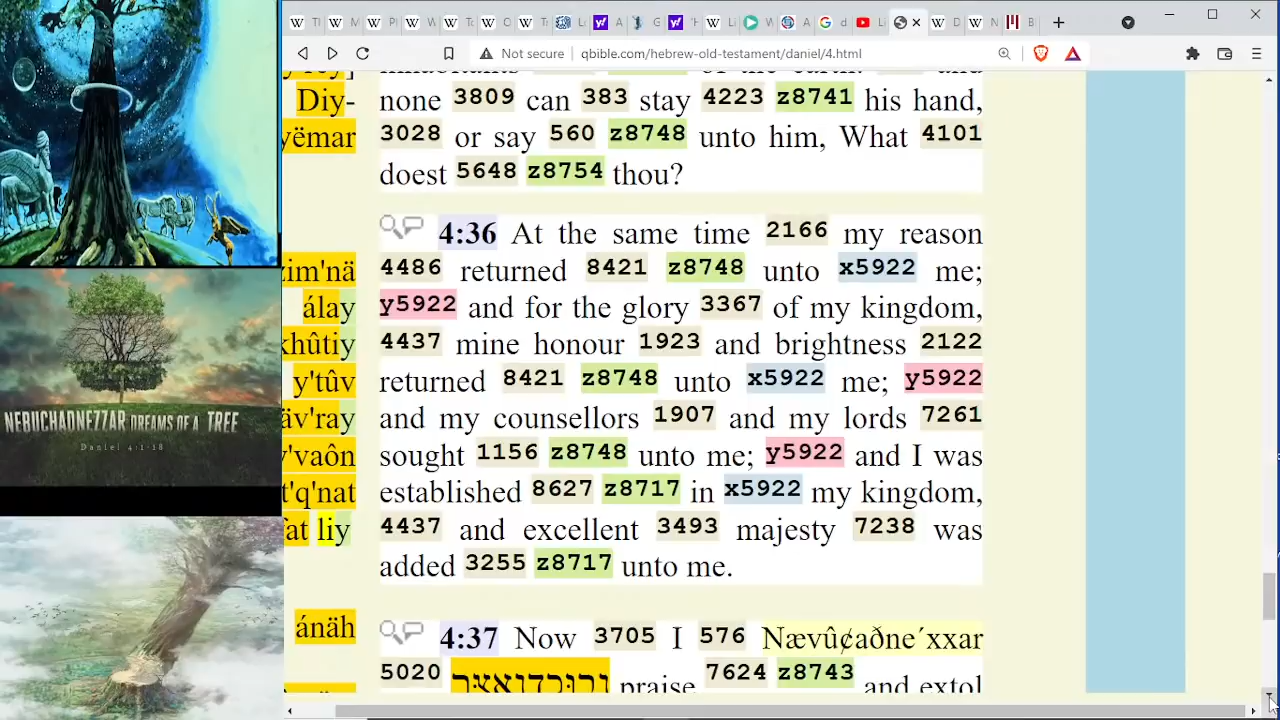 Not secure qbible.com/hebrew-old-testament/daniel/4.html
none 3809 can 383 stay 4223 z8741 his hand,
3028 or say 560 z8748 unto him, What 4101
doest 5648 z8754 thou?
4:36 At the same time 2166 my reason
4486 returned 8421 z8748 unto x5922 me;
y5922 and for the glory 3367 of my kingdom,
4437 mine honour 1923 and brightness 2122
returned 8421 z8748 unto x5922 me; y5922
and my counsellors 1907 and my lords 7261
sought 1156 z8748 unto me; y5922 and I was
established 8627 z8717 in x5922 my kingdom,
4437 and excellent 3493 majesty 7238 was
added 3255 z8717 unto me.
4:37 Now 3705 I 576 Nævû¢aðne´xxar
5020 praise 7624 z8743 and extol
Diy-
yëmar
zim'nä
álay
khûtiy
y'tûv
äv'ray
y'vaôn
t'q'nat
fat liy
ánäh
NEBUCHADNEZZAR DREAMS OF A TREE
Daniel 4:1-18